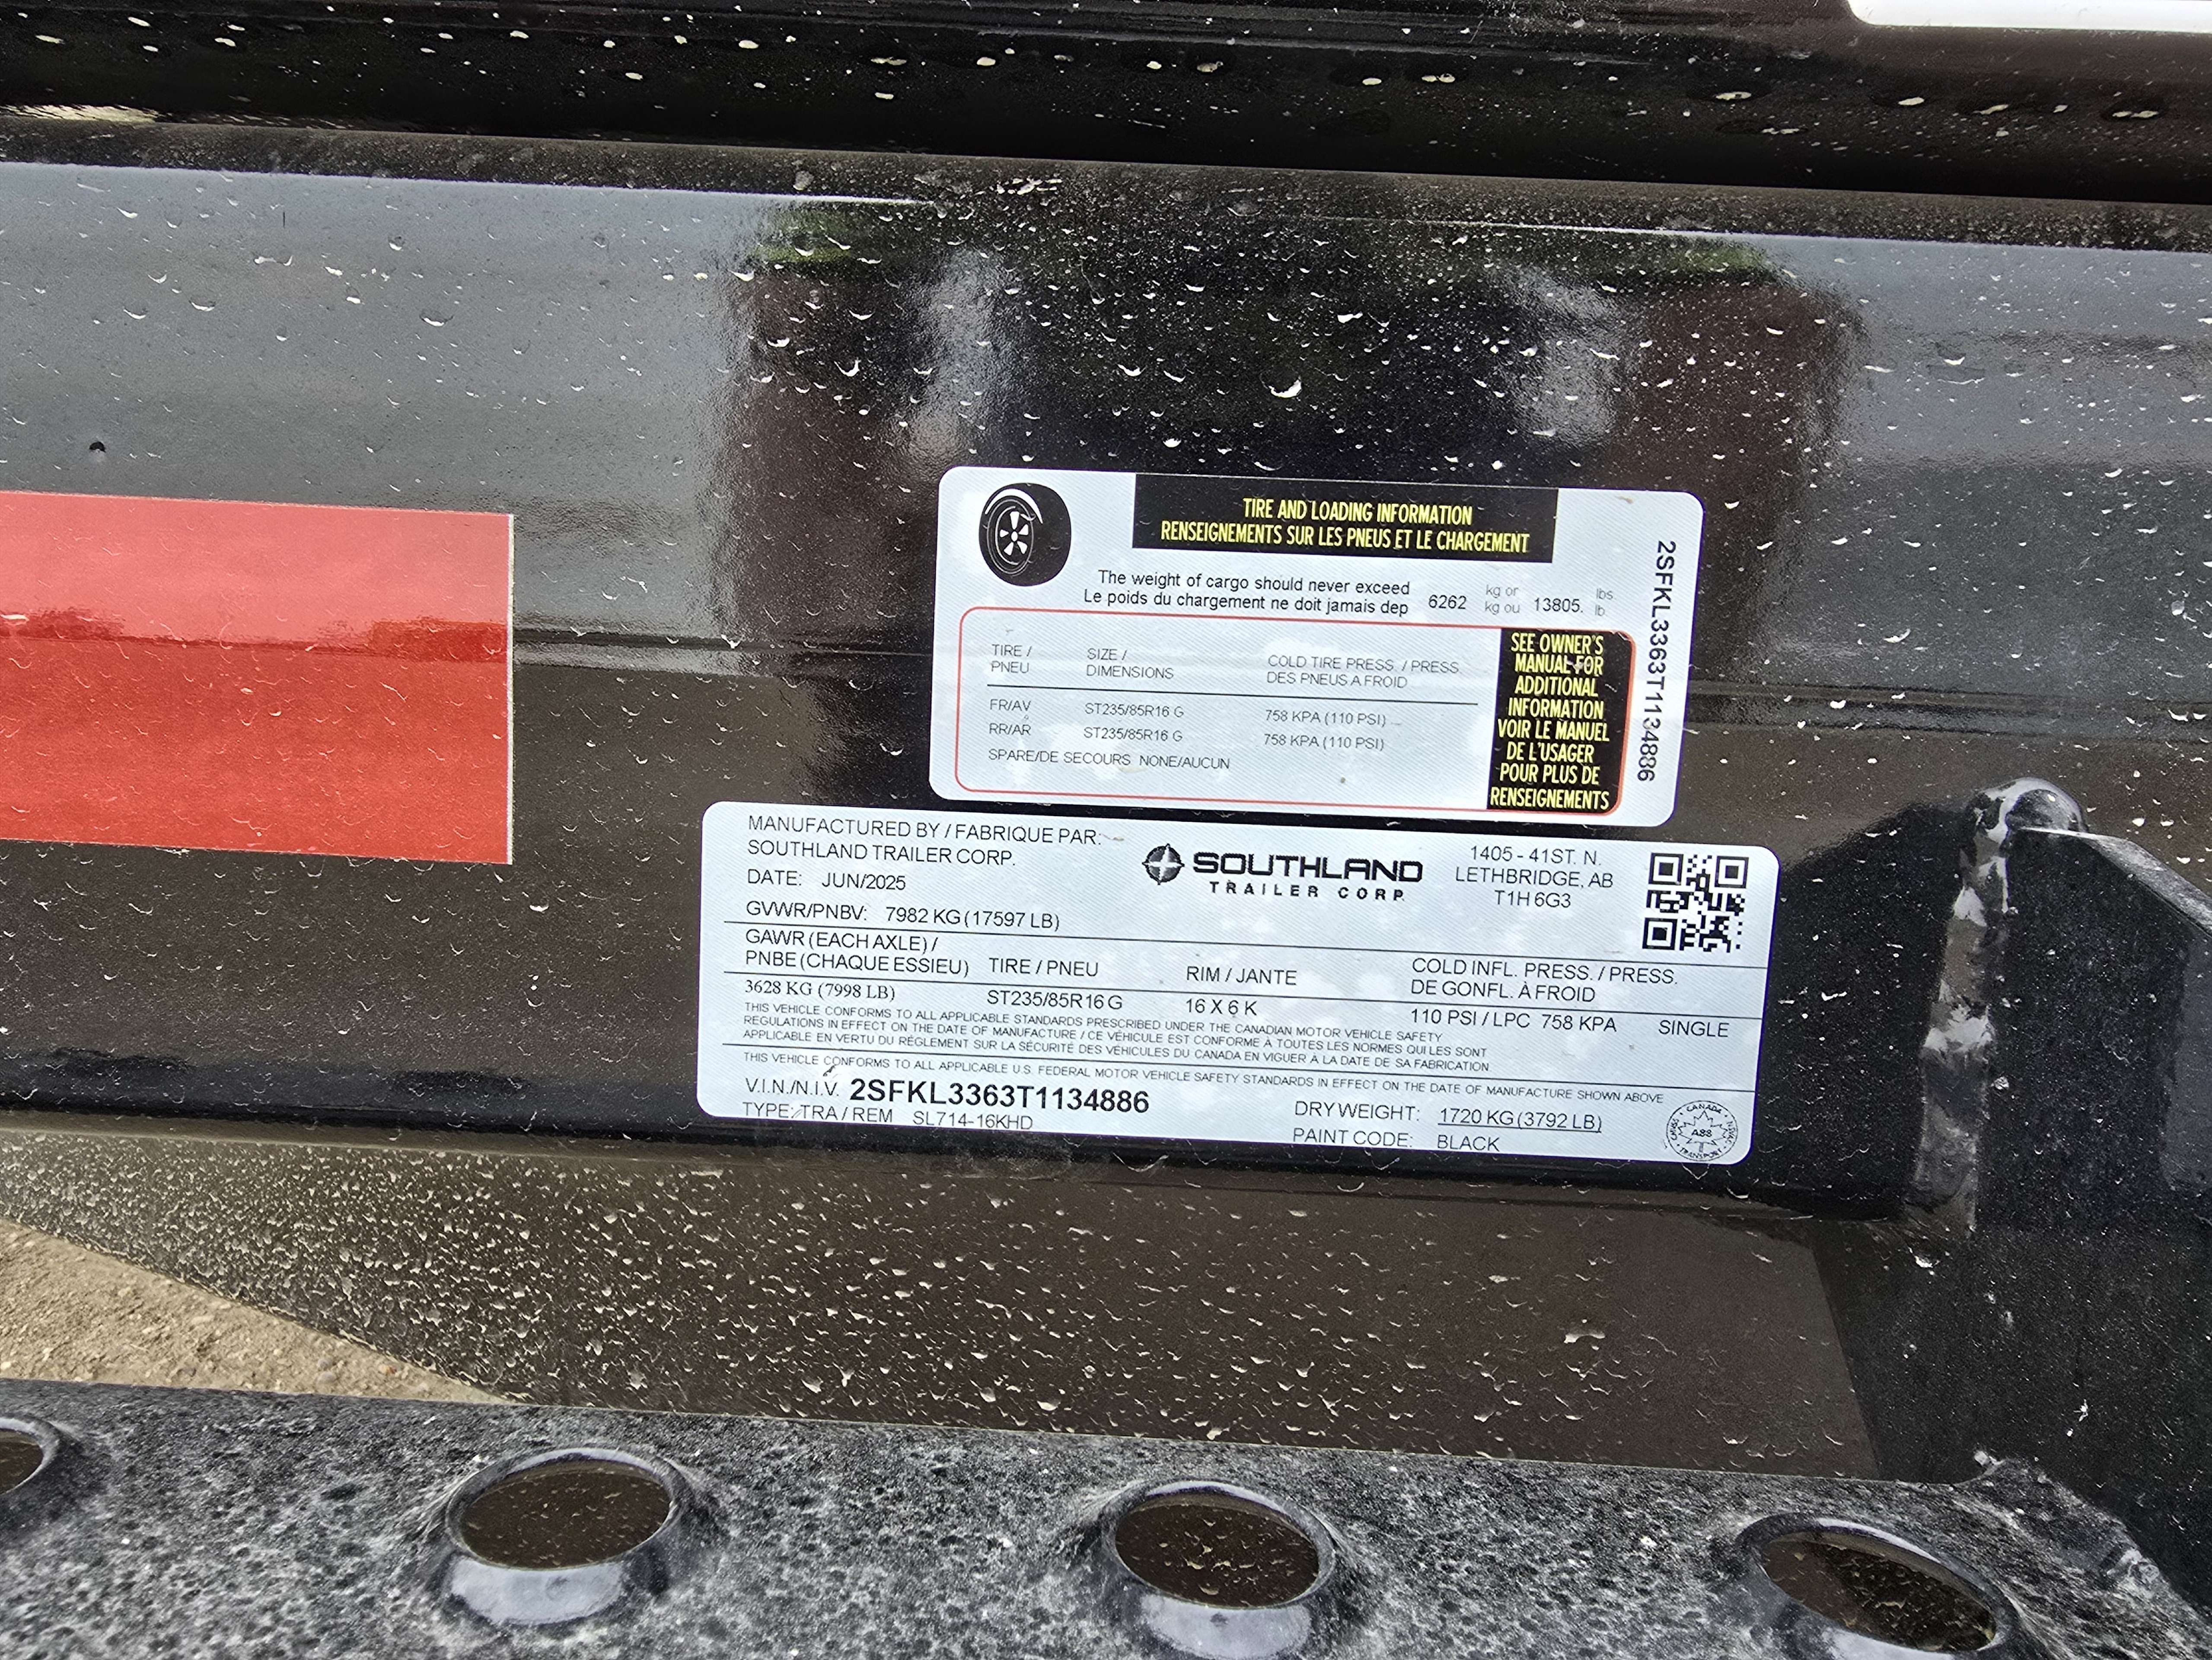 TIRE AND LOADING INFORMATION
RENSEIGNEMENTS SUR LES PNEUS ET LE CHARGEMENT
The weight of cargo should never exceed
Le poids du chargement ne doit jamais dep 6262 kg or kg ou 13805. lbs lb
TIRE / PNEU SIZE / DIMENSIONS COLD TIRE PRESS. / PRESS. DES PNEUS A FROID
FR/AV ST235/85R16 G 758 KPA (110 PSI)
RR/AR ST235/85R16 G 758 KPA (110 PSI)
SPARE/DE SECOURS NONE/AUCUN
SEE OWNER'S
MANUAL FOR
ADDITIONAL
INFORMATION
VOIR LE MANUEL
DE L'USAGER
POUR PLUS DE
RENSEIGNEMENTS
2SFKL3363T1134886
MANUFACTURED BY / FABRIQUE PAR:
SOUTHLAND TRAILER CORP.
DATE: JUN/2025
GVWR/PNBV: 7982 KG (17597 LB)
SOUTHLAND
TRAILER CORP.
1405 - 41ST. N.
LETHBRIDGE, AB
T1H 6G3
GAWR (EACH AXLE) /
PNBE (CHAQUE ESSIEU) TIRE / PNEU RIM / JANTE COLD INFL. PRESS. / PRESS. DE GONFL. À FROID
3628 KG (7998 LB) ST235/85R16 G 16 X 6 K 110 PSI / LPC 758 KPA SINGLE
THIS VEHICLE CONFORMS TO ALL APPLICABLE STANDARDS PRESCRIBED UNDER THE CANADIAN MOTOR VEHICLE SAFETY
REGULATIONS IN EFFECT ON THE DATE OF MANUFACTURE / CE VÉHICULE EST CONFORME À TOUTES LES NORMES QUI LES SONT
APPLICABLE EN VERTU DU RÉGLEMENT SUR LA SÉCURITÉ DES VÉHICULES DU CANADA EN VIGUER À LA DATE DE SA FABRICATION
THIS VEHICLE CONFORMS TO ALL APPLICABLE U.S. FEDERAL MOTOR VEHICLE SAFETY STANDARDS IN EFFECT ON THE DATE OF MANUFACTURE SHOWN ABOVE
V.I.N./N.I.V. 2SFKL3363T1134886
TYPE: TRA / REM SL714-16KHD
DRY WEIGHT: 1720 KG (3792 LB)
PAINT CODE: BLACK
CANADA
TRANSPORT